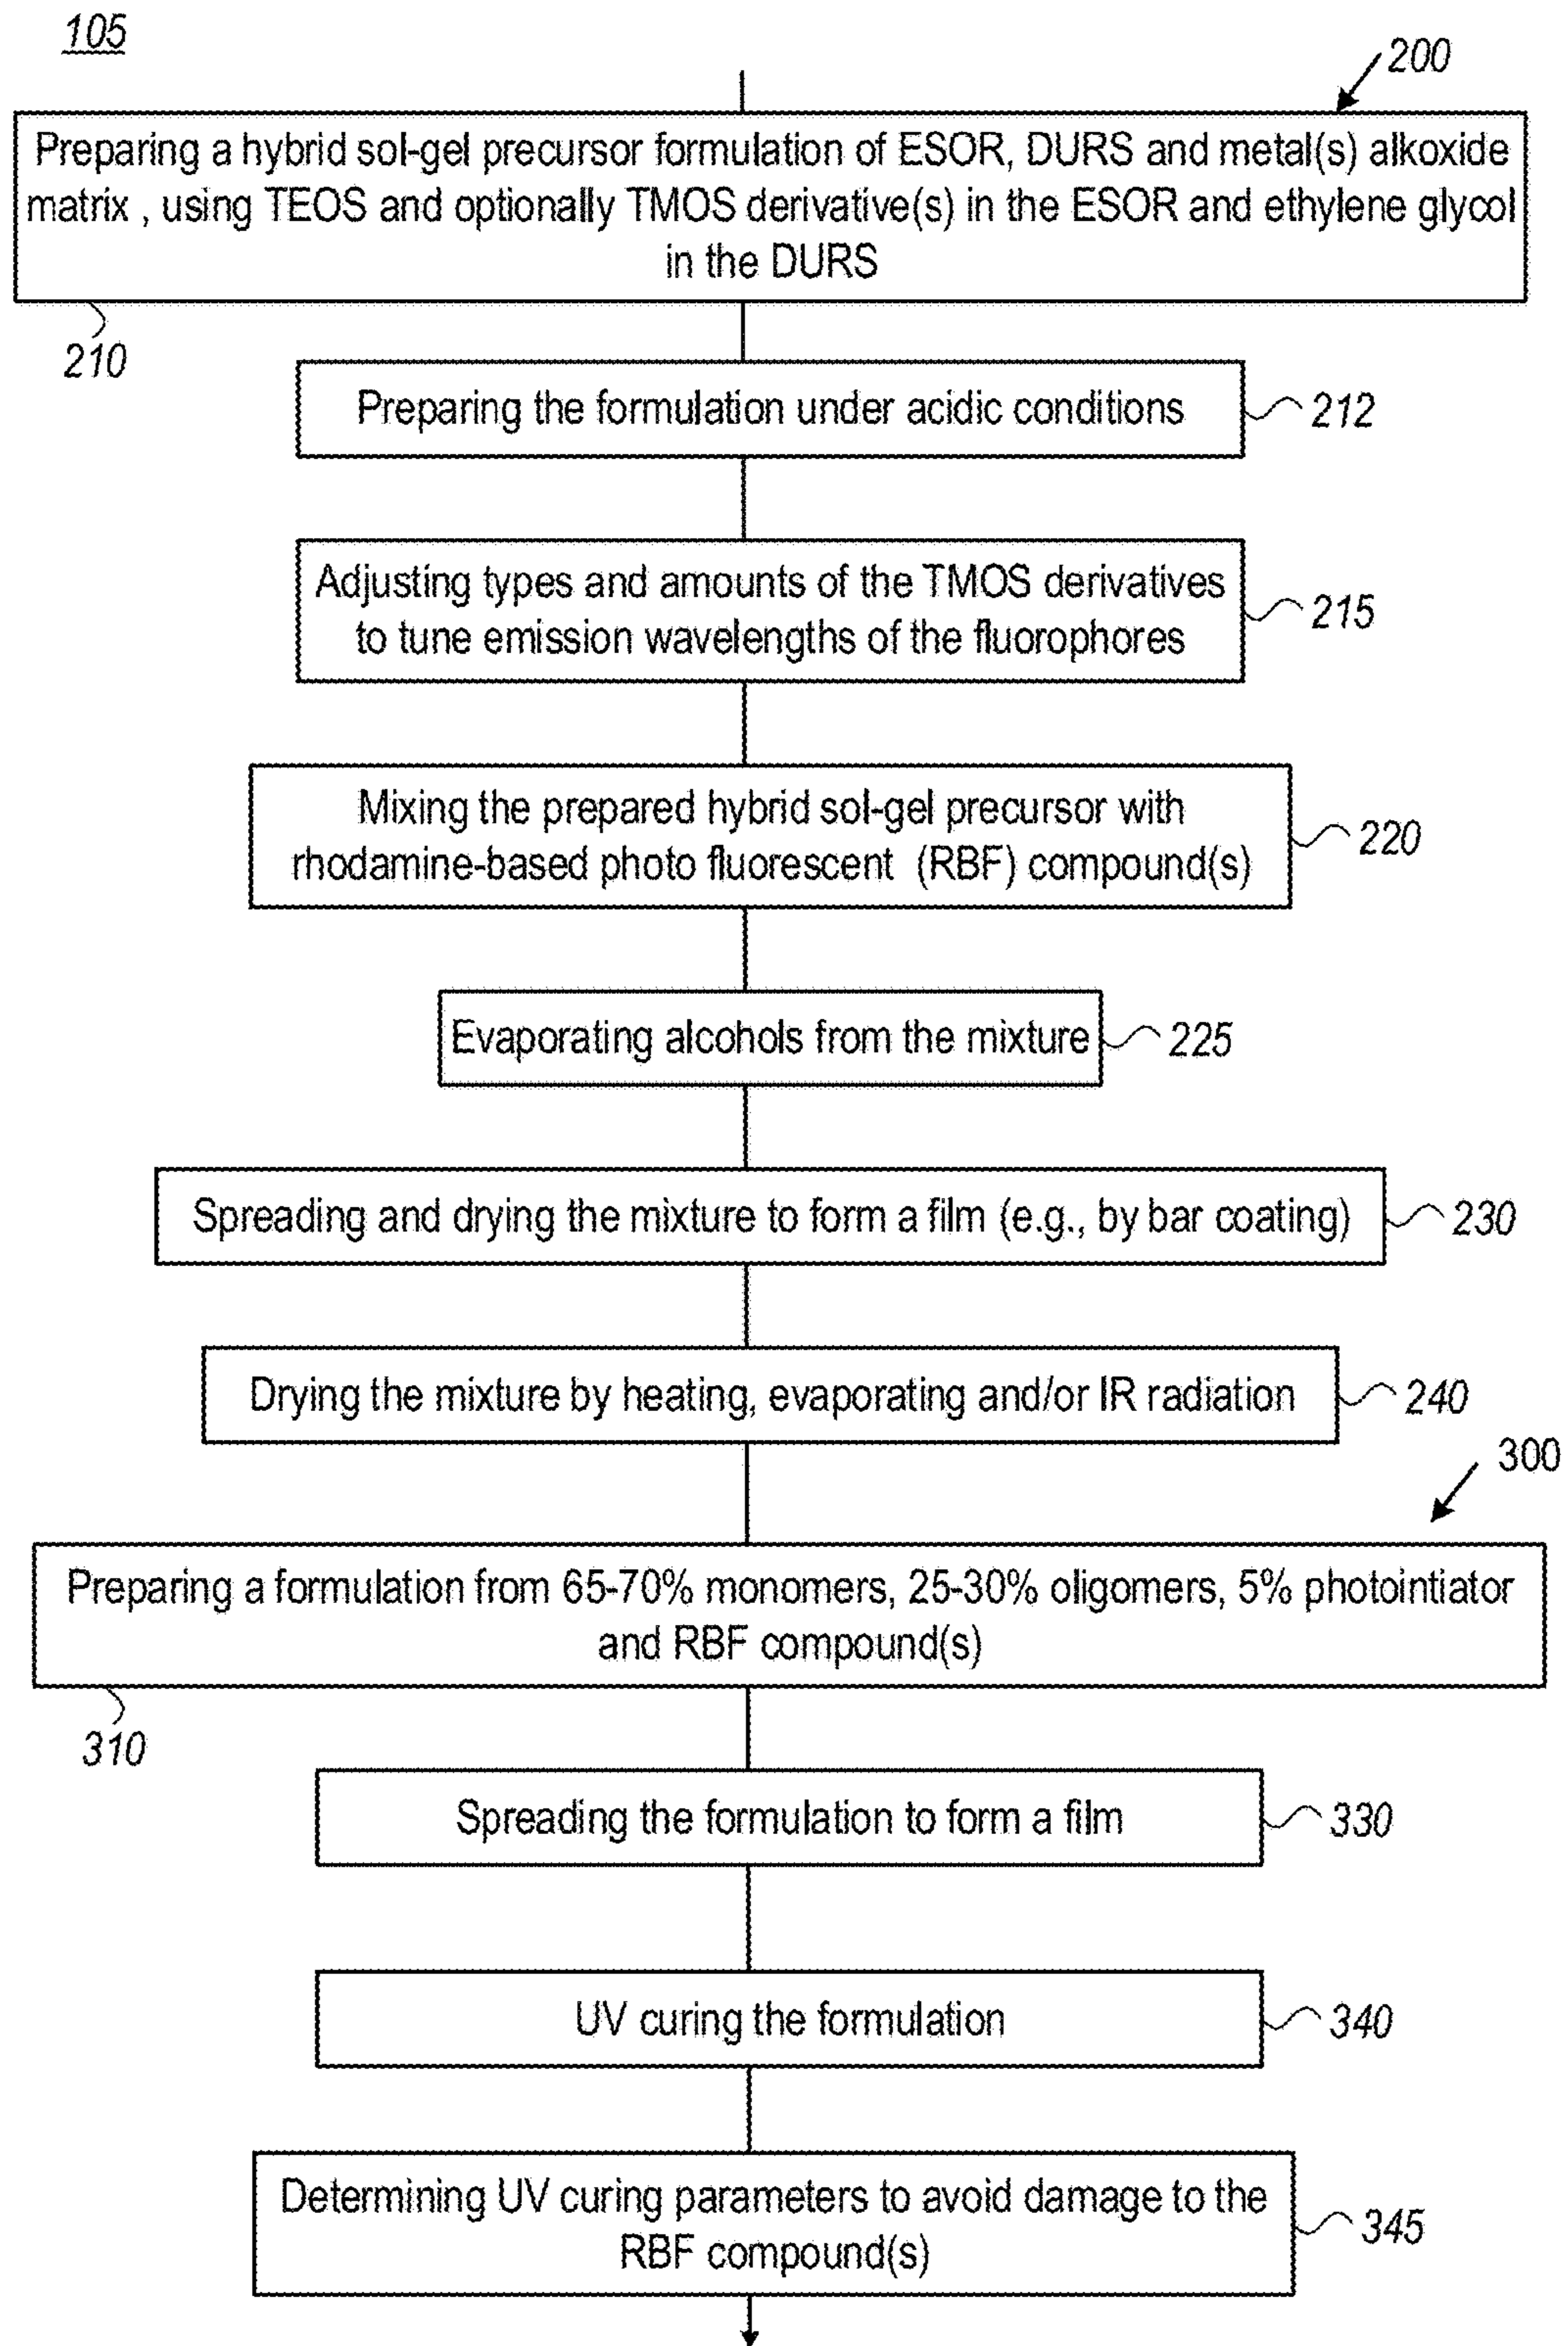 105
200
Preparing a hybrid sol-gel precursor formulation of ESOR, DURS and metal(s) alkoxide
matrix , using TEOS and optionally TMOS derivative(s) in the ESOR and ethylene glycol
in the DURS
210
Preparing the formulation under acidic conditions
212
Adjusting types and amounts of the TMOS derivatives
to tune emission wavelengths of the fluorophores
215
Mixing the prepared hybrid sol-gel precursor with
rhodamine-based photo fluorescent (RBF) compound(s)
220
Evaporating alcohols from the mixture
225
Spreading and drying the mixture to form a film (e.g., by bar coating)
230
Drying the mixture by heating, evaporating and/or IR radiation
240
300
Preparing a formulation from 65-70% monomers, 25-30% oligomers, 5% photointiator
and RBF compound(s)
310
Spreading the formulation to form a film
330
UV curing the formulation
340
Determining UV curing parameters to avoid damage to the
RBF compound(s)
345